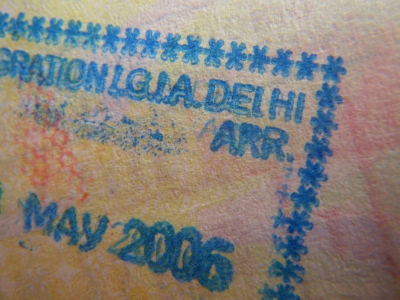 GRATION I.G.I.A. DELHI
ARR.
MAY 2006